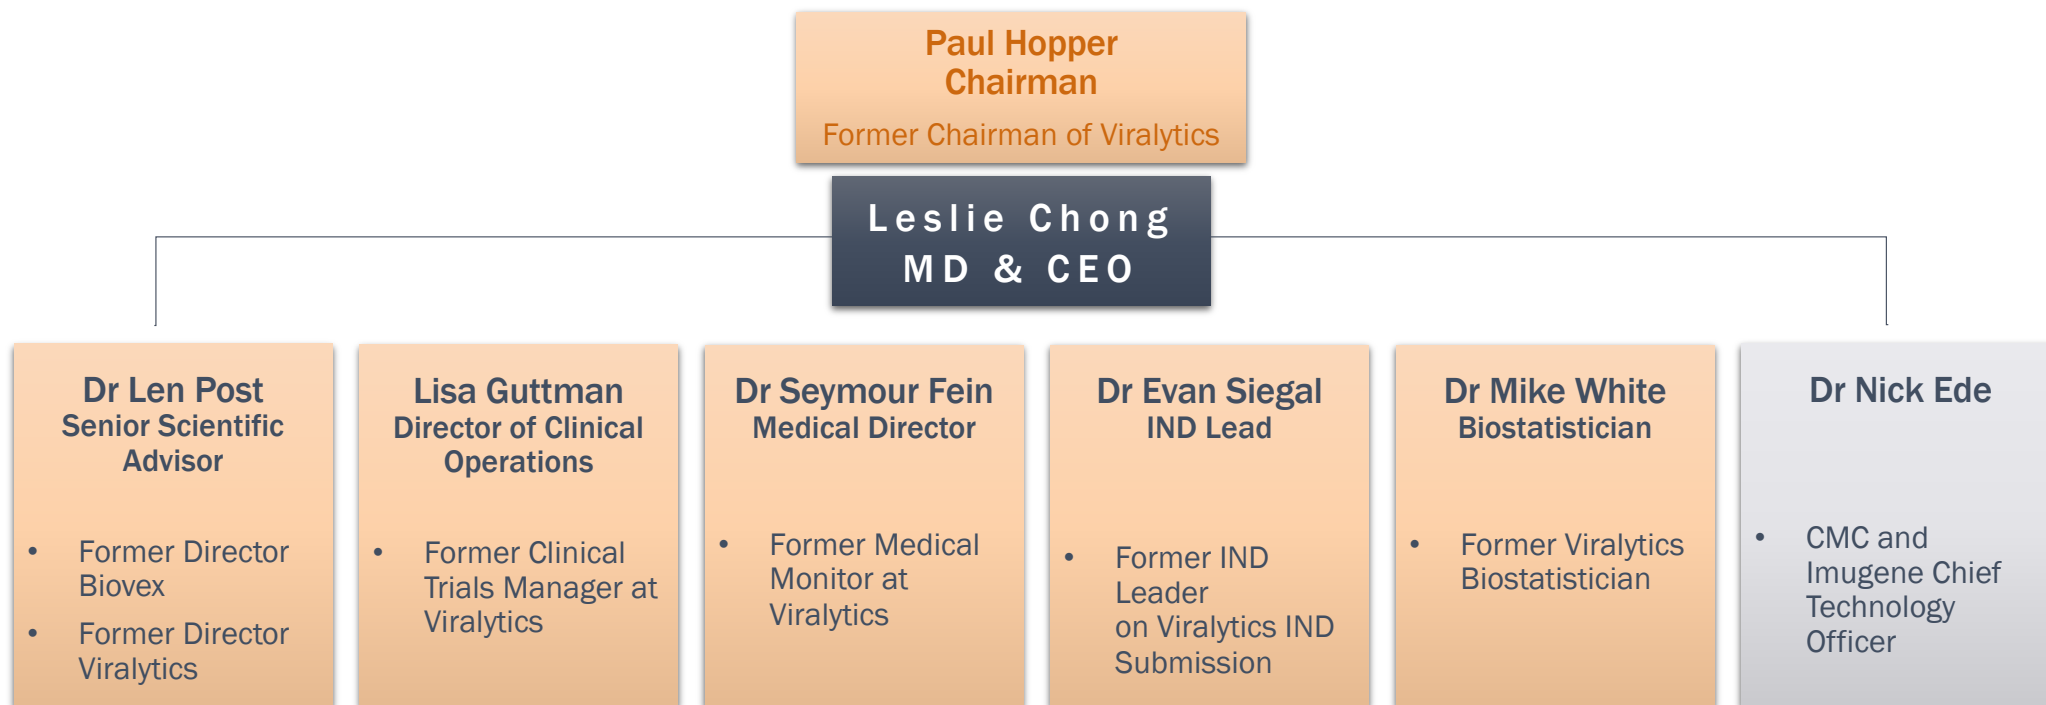 Paul Hopper
Chairman
Former Chairman of Viralytics
Leslie Chong
MD & CEO
Dr Len Post
Senior Scientific
Advisor
• Former Director
Biovex
• Former Director
Viralytics
Lisa Guttman
Director of Clinical
Operations
• Former Clinical
Trials Manager at
Viralytics
Dr Seymour Fein
Medical Director
• Former Medical
Monitor at
Viralytics
Dr Evan Siegal
IND Lead
• Former IND
Leader
on Viralytics IND
Submission
Dr Mike White
Biostatistician
• Former Viralytics
Biostatistician
Dr Nick Ede
• CMC and
Imugene Chief
Technology
Officer